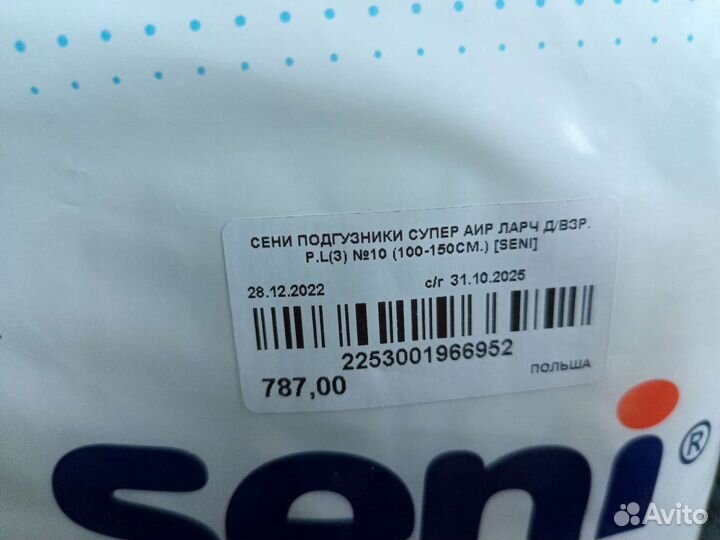 СЕНИ ПОДГУЗНИКИ СУПЕР АИР ЛАРЧ Д/ВЗР.
Р.L(3) №10 (100-150СМ.) [SENI]
28.12.2022 с/г 31.10.2025
2253001966952
787,00 ПОЛЬША
seni®
Avito